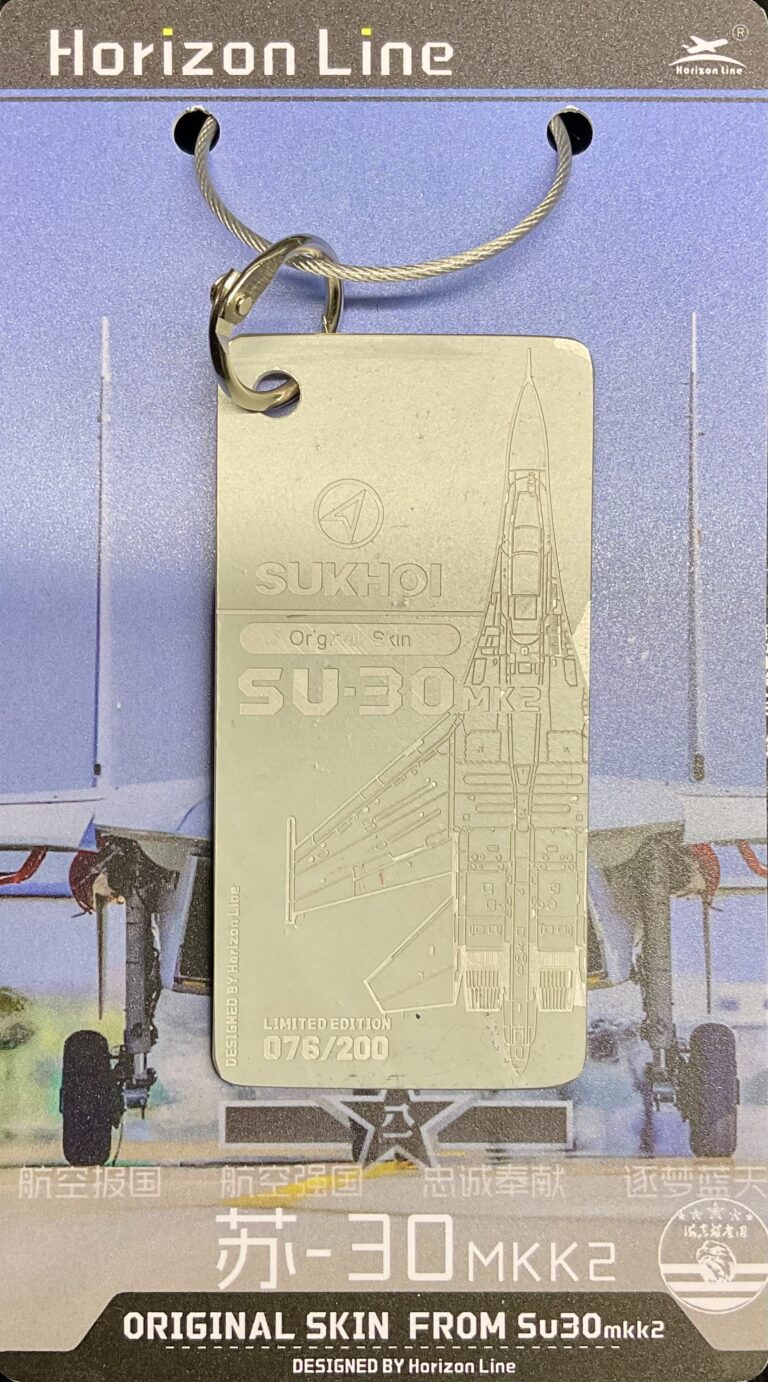 Horizon Line
®
Horizon Line
SUKHOI
Original Skin
SU-30MK2
DESIGNED BY Horizon Line
LIMITED EDITION
076/200
八一
航空报国 航空强国 忠诚奉献 逐梦蓝天
苏-30MKK2
ORIGINAL SKIN FROM Su30mkk2
DESIGNED BY Horizon Line